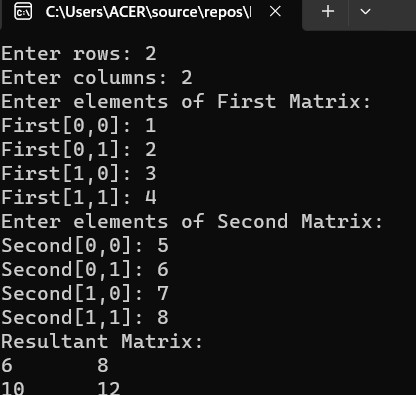 C:\Users\ACER\source\repos\
Enter rows: 2
Enter columns: 2
Enter elements of First Matrix:
First[0,0]: 1
First[0,1]: 2
First[1,0]: 3
First[1,1]: 4
Enter elements of Second Matrix:
Second[0,0]: 5
Second[0,1]: 6
Second[1,0]: 7
Second[1,1]: 8
Resultant Matrix:
6 8
10 12